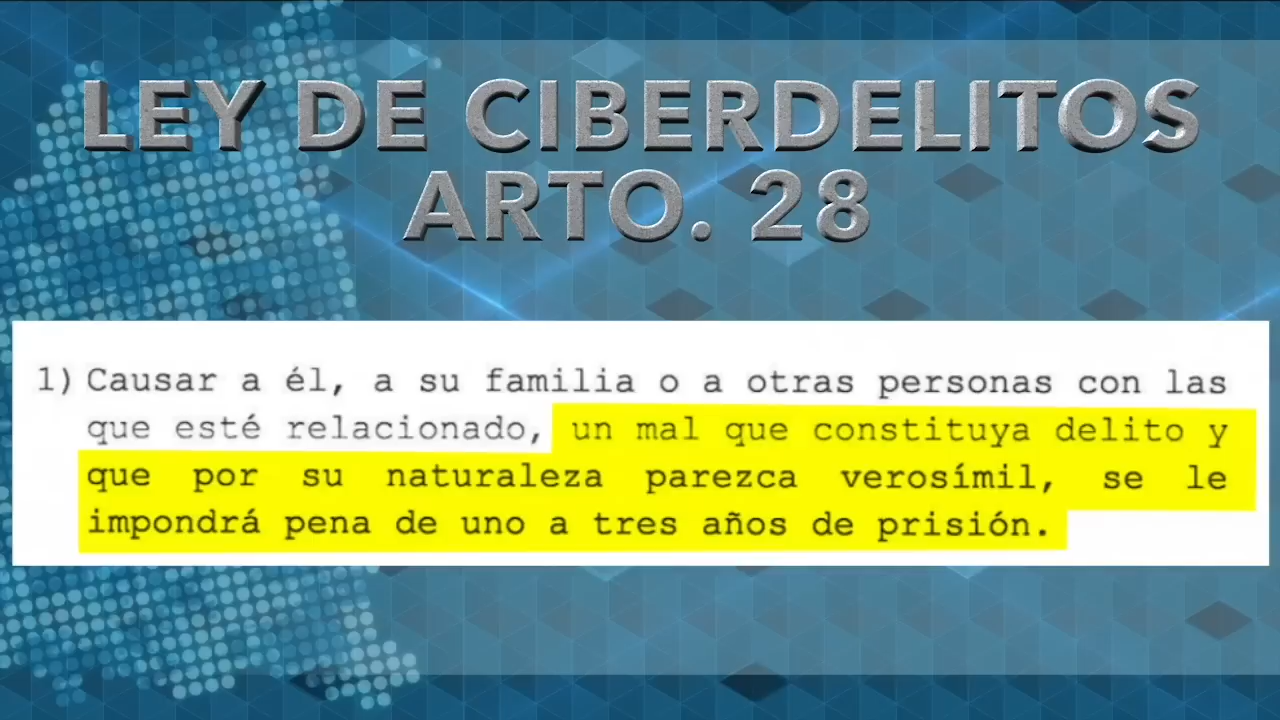 LEY DE CIBERDELITOS
ARTO. 28
1) Causar a él, a su familia o a otras personas con las
que esté relacionado, un mal que constituya delito y
que por su naturaleza parezca verosímil, se le
impondrá pena de uno a tres años de prisión.